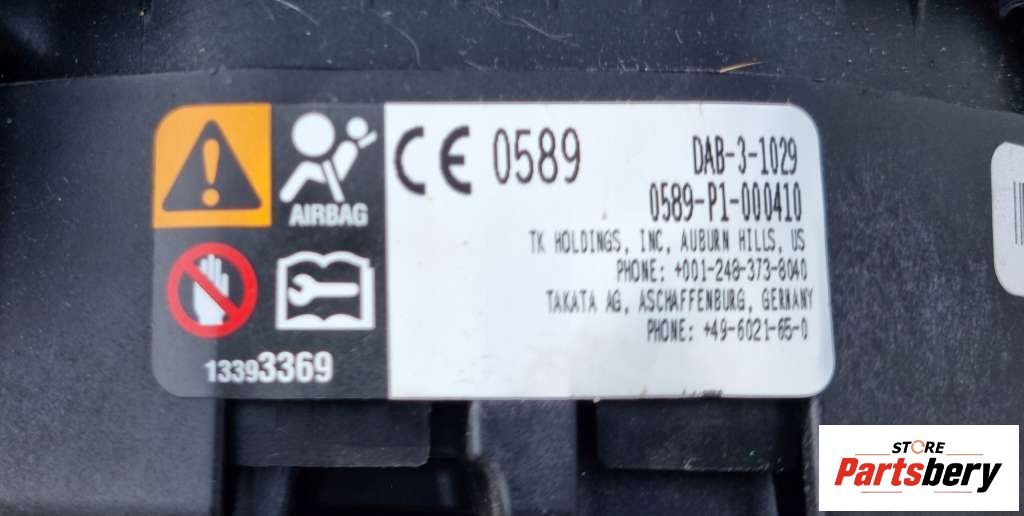 AIRBAG
13393369
CE 0589
DAB-3-1029
0589-P1-000410
TK HOLDINGS, INC, AUBURN HILLS, US
PHONE: +001-248-373-8040
TAKATA AG, ASCHAFFENBURG, GERMANY
PHONE: +49-6021-65-0
STORE
Partsbery